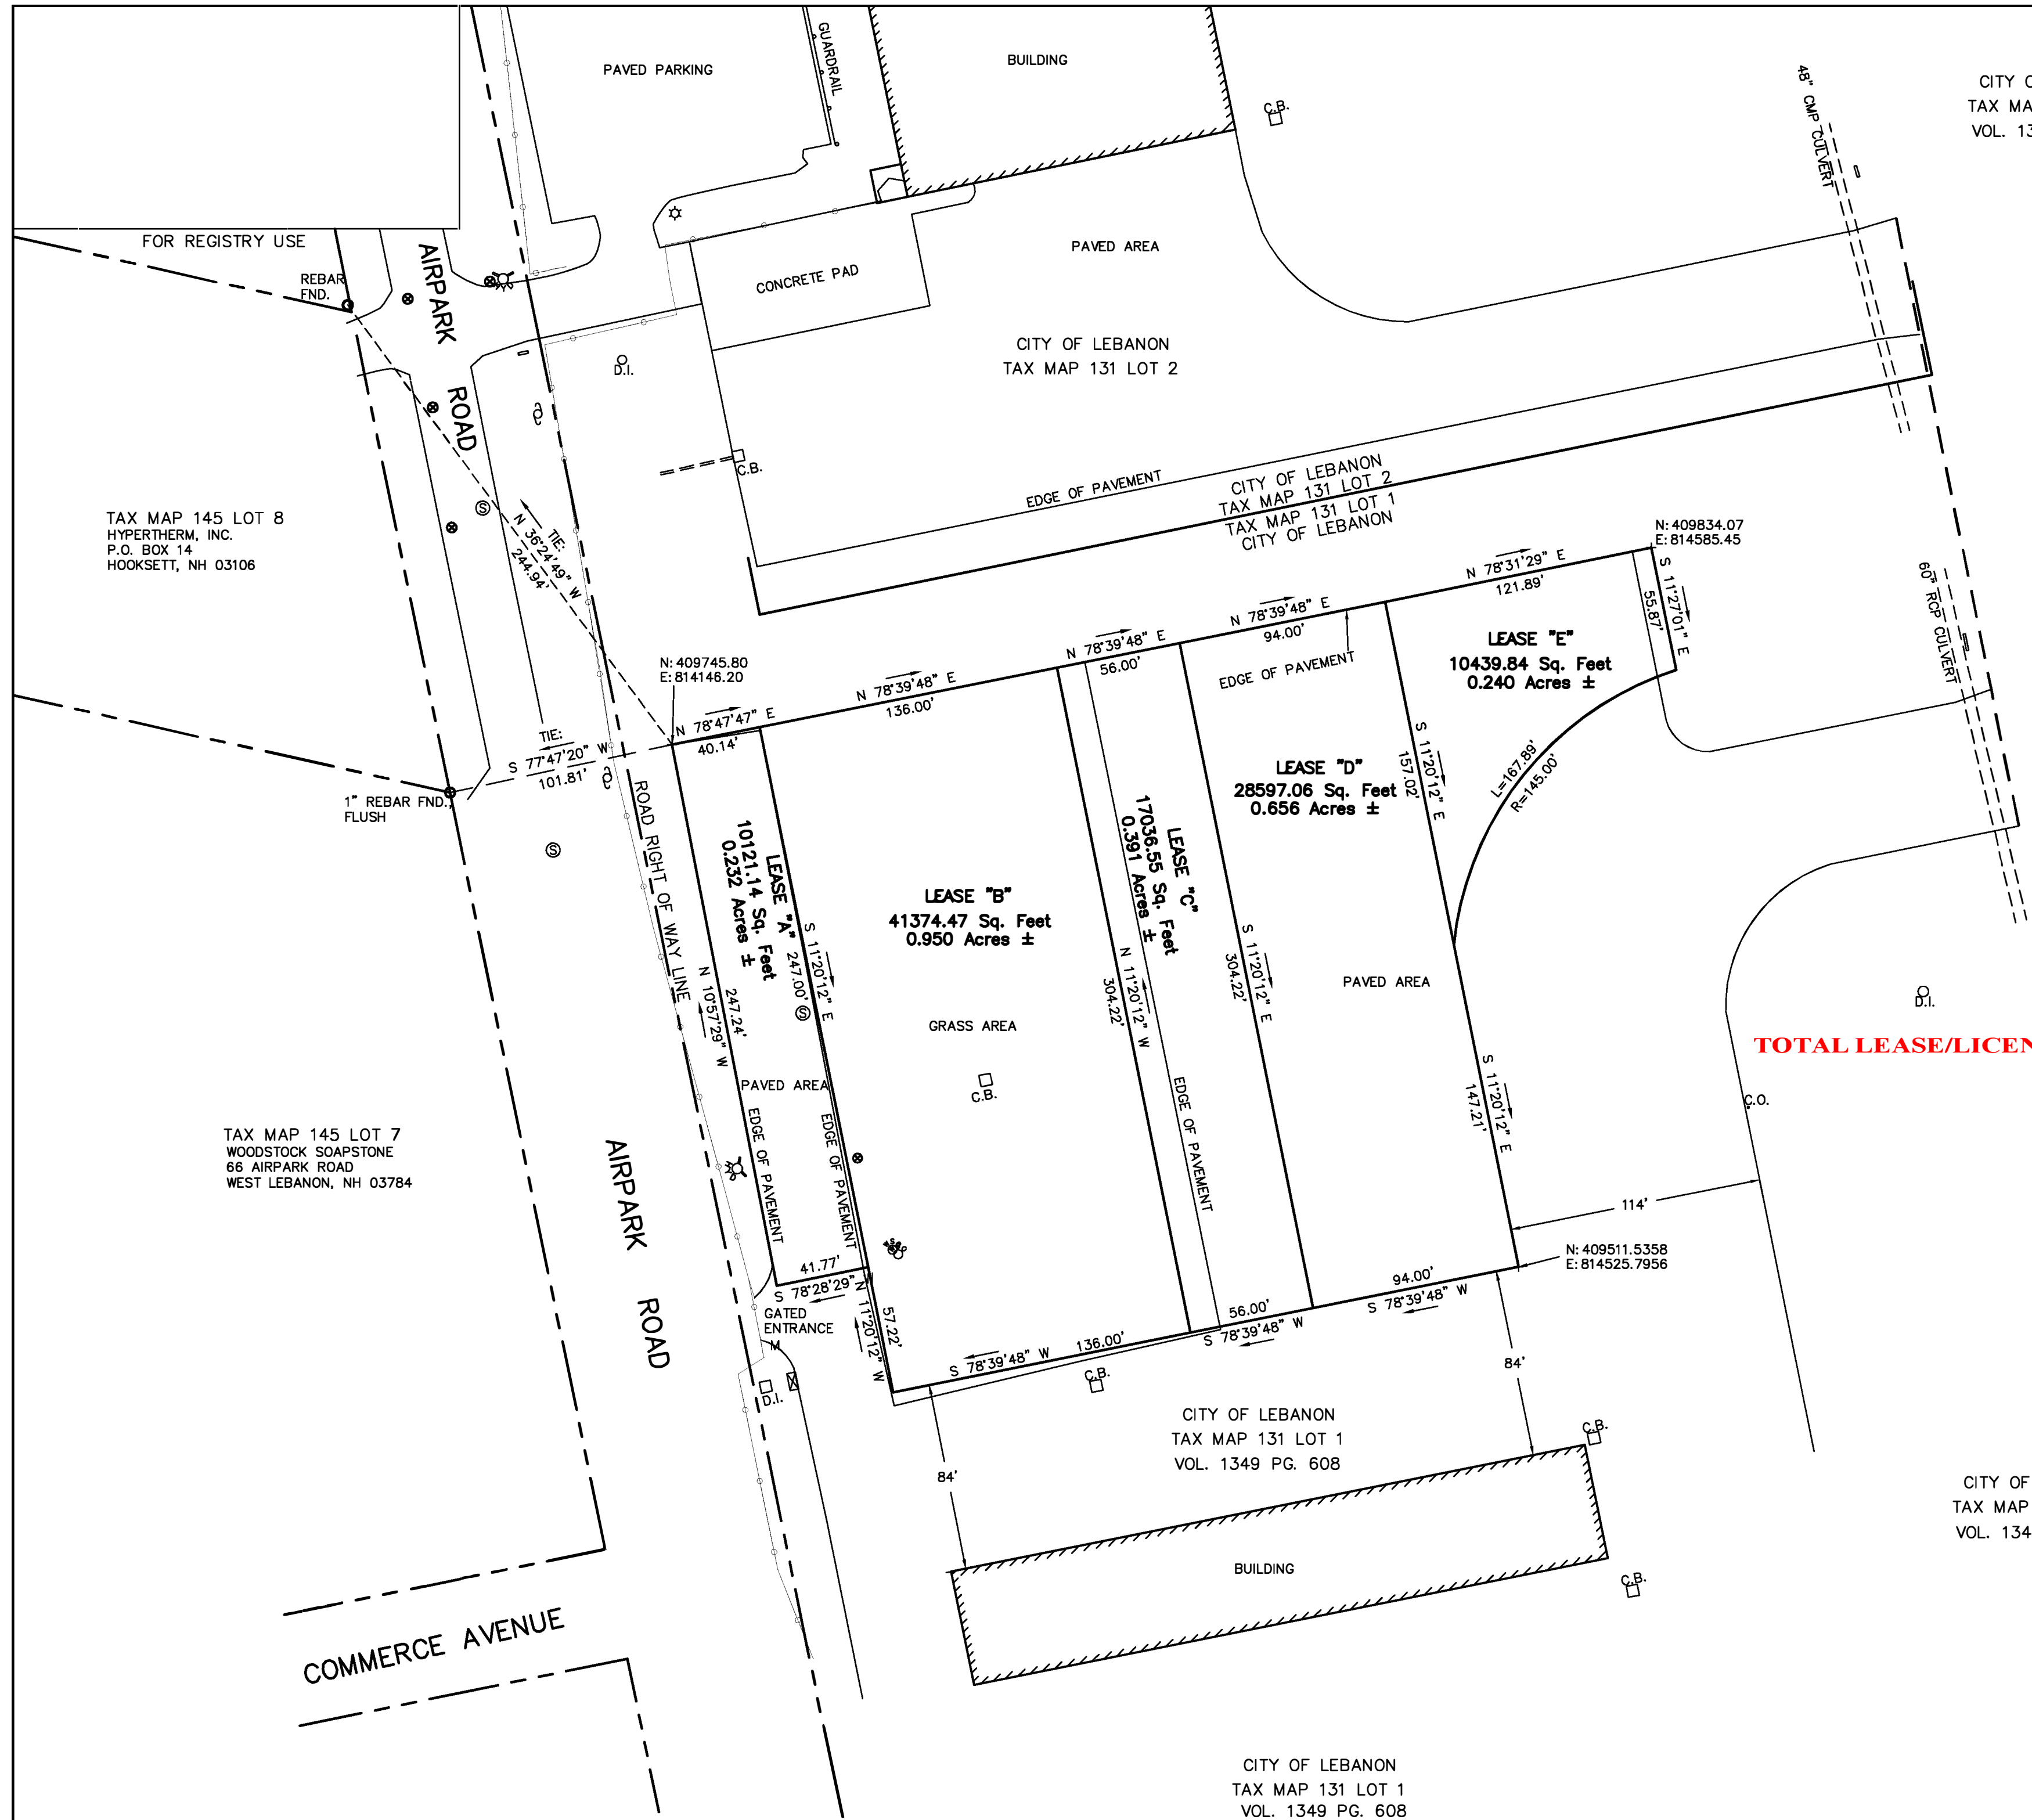 PAVED PARKING
GUARDRAIL
BUILDING
C.B.
48" CMP CULVERT
CITY
TAX MA
VOL. 13
FOR REGISTRY USE
REBAR
FND.
AIRPARK
ROAD
CONCRETE PAD
PAVED AREA
CITY OF LEBANON
TAX MAP 131 LOT 2
D.I.
C.B.
EDGE OF PAVEMENT
CITY OF LEBANON
TAX MAP 131 LOT 2
TAX MAP 131 LOT 1
CITY OF LEBANON
TAX MAP 145 LOT 8
HYPERTHERM, INC.
P.O. BOX 14
HOOKSETT, NH 03106
S
TIE:
N 36°24'49" W
244.94'
N: 409834.07
E: 814585.45
N 78°31'29" E
121.89'
S 11°27'01" E
55.87'
60" RCP CULVERT
N 78°39'48" E
94.00'
N 78°39'48" E
56.00'
EDGE OF PAVEMENT
LEASE "E"
10439.84 Sq. Feet
0.240 Acres ±
N: 409745.80
E: 814146.20
N 78°39'48" E
136.00'
N 78°47'47" E
40.14'
TIE:
S 77°47'20" W
101.81'
1" REBAR FND.,
FLUSH
S
ROAD RIGHT OF WAY LINE
LEASE "A"
10121.14 Sq. Feet
0.232 Acres ±
S 11°20'12" E
247.00'
S
N 10°57'29" W
247.24'
LEASE "B"
41374.47 Sq. Feet
0.950 Acres ±
GRASS AREA
C.B.
LEASE "C"
17036.55 Sq. Feet
0.391 Acres ±
N 11°20'12" W
304.22'
EDGE OF PAVEMENT
LEASE "D"
28597.06 Sq. Feet
0.656 Acres ±
S 11°20'12" E
304.22'
S 11°20'12" E
157.02'
L=167.89'
R=145.00'
PAVED AREA
S 11°20'12" E
147.21'
D.I.
TOTAL LEASE/LICEN
C.O.
PAVED AREA
EDGE OF PAVEMENT
EDGE OF PAVEMENT
TAX MAP 145 LOT 7
WOODSTOCK SOAPSTONE
66 AIRPARK ROAD
WEST LEBANON, NH 03784
AIRPARK
ROAD
114'
N: 409511.5358
E: 814525.7956
41.77'
S 78°28'29"
GATED
ENTRANCE
M
D.I.
N 11°20'12" W
57.22'
S 78°39'48" W
136.00'
C.B.
56.00'
S 78°39'48" W
94.00'
S 78°39'48" W
84'
84'
CITY OF LEBANON
TAX MAP 131 LOT 1
VOL. 1349 PG. 608
C.B.
BUILDING
C.B.
CITY OF
TAX MAP
VOL. 134
COMMERCE AVENUE
CITY OF LEBANON
TAX MAP 131 LOT 1
VOL. 1349 PG. 608